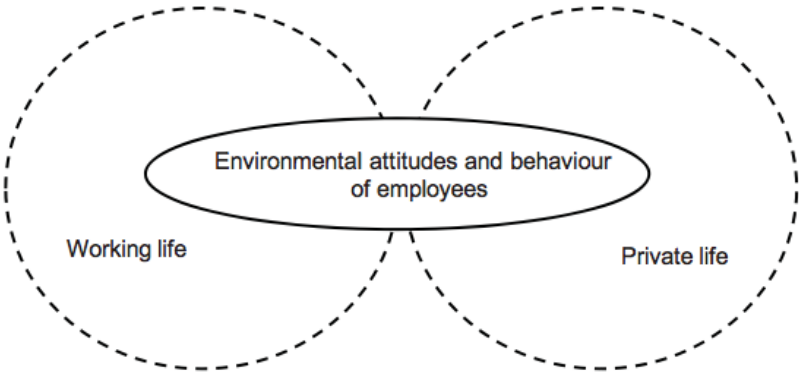 Environmental attitudes and behaviour
of employees
Working life
Private life